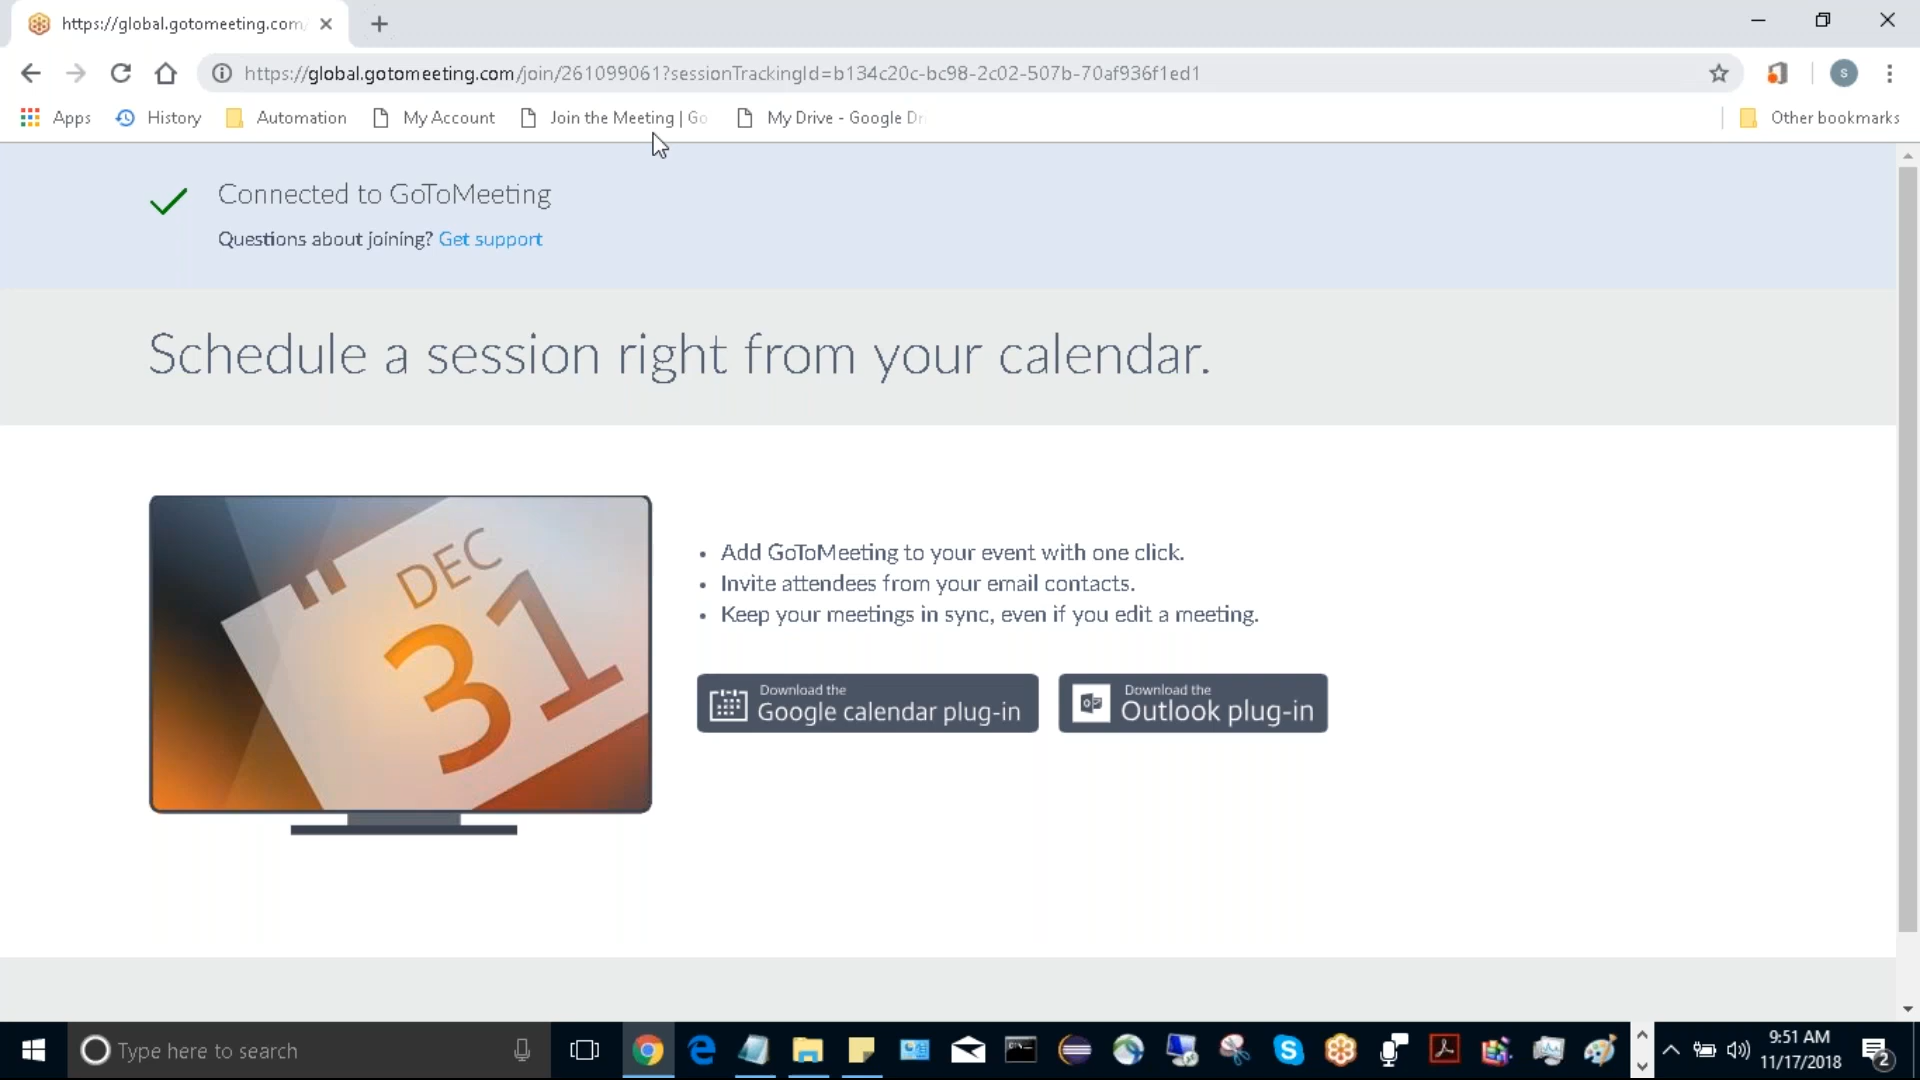 https://global.gotomeeting.com/
https://global.gotomeeting.com/join/261099061?sessionTrackingId=b134c20c-bc98-2c02-507b-70af936f1ed1
S
Apps History Automation My Account Join the Meeting | Go My Drive - Google Dr Other bookmarks
Connected to GoToMeeting
Questions about joining? Get support
Schedule a session right from your calendar.
DEC
31
• Add GoToMeeting to your event with one click.
• Invite attendees from your email contacts.
• Keep your meetings in sync, even if you edit a meeting.
Download the
Google calendar plug-in
Download the
Outlook plug-in
Type here to search
9:51 AM
11/17/2018
2